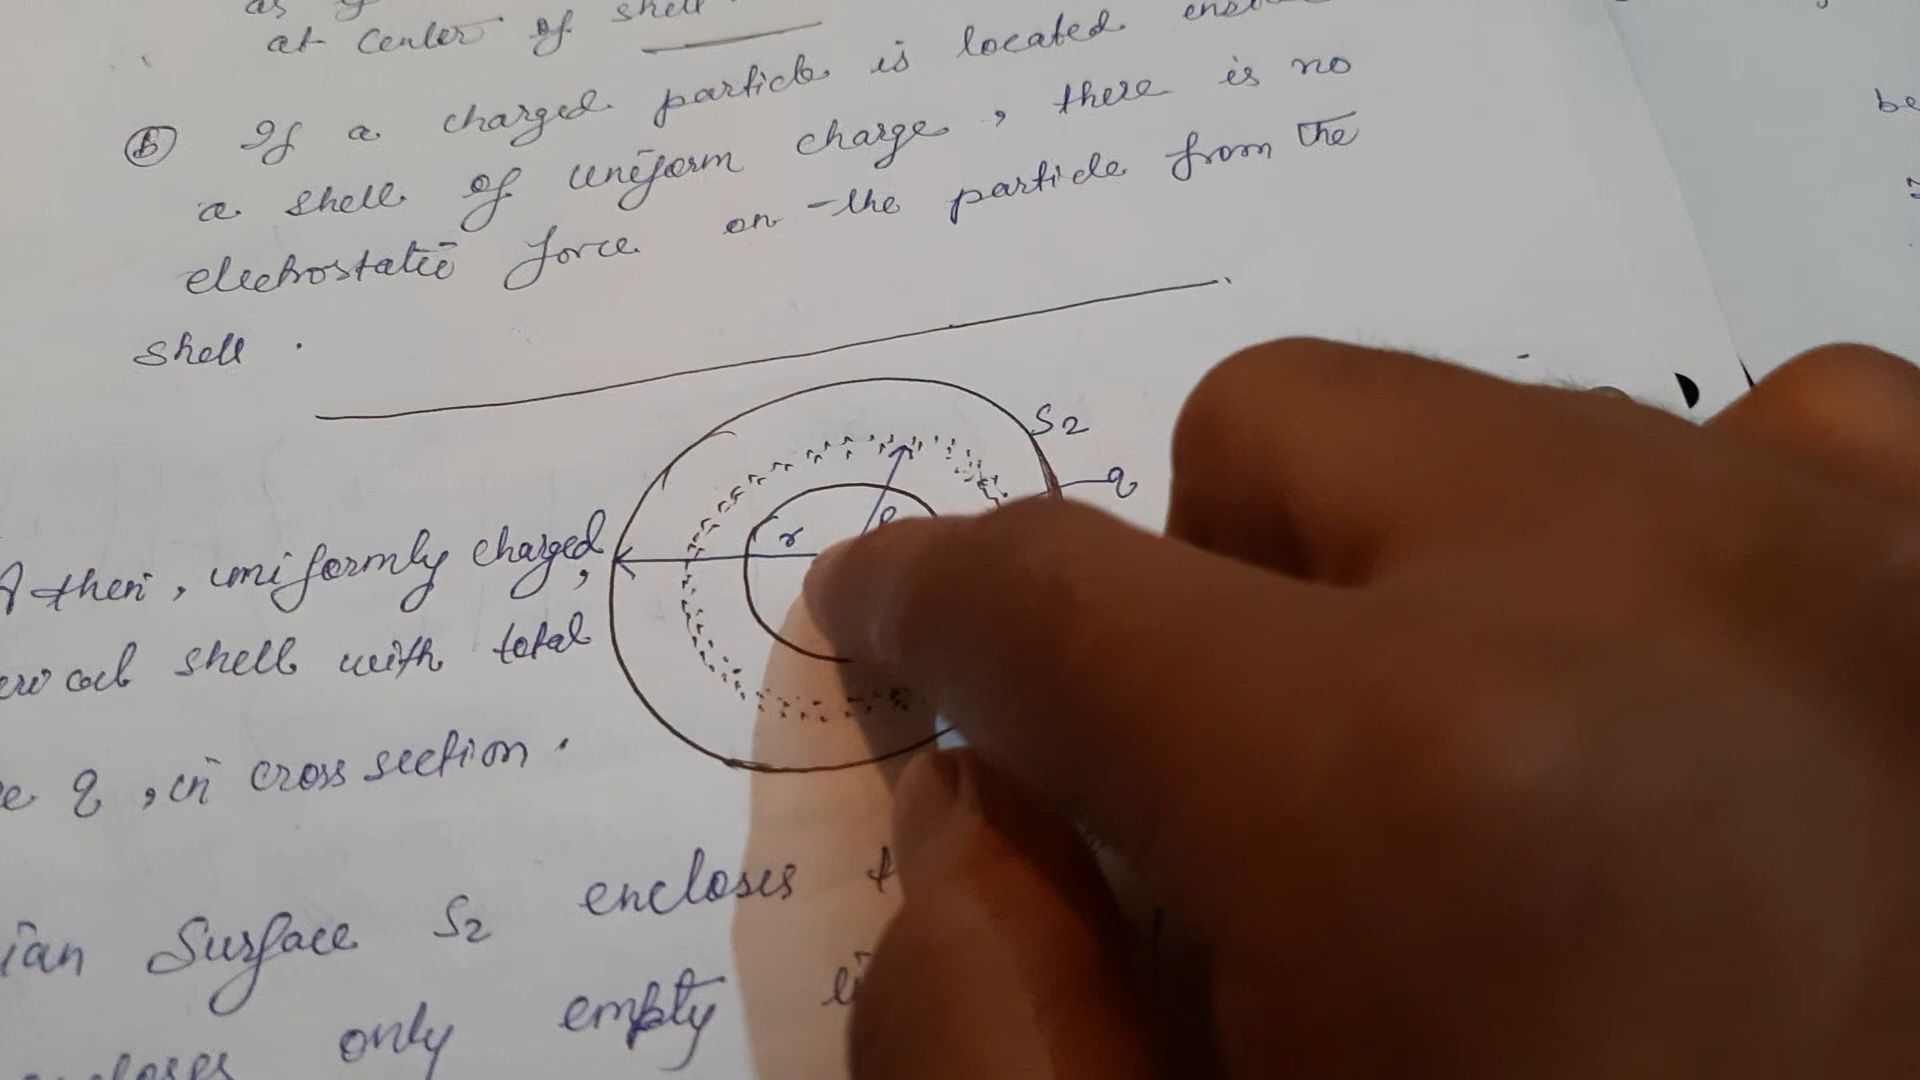 at center of shell
(b) If a charged particle is located
a shell of uniform charge, there is no
electrostatic force on the particle from the
shell.
S2
q
r
A thin, uniformly charged,
shell with total
q, in cross section.
Surface S2 encloses
only empty